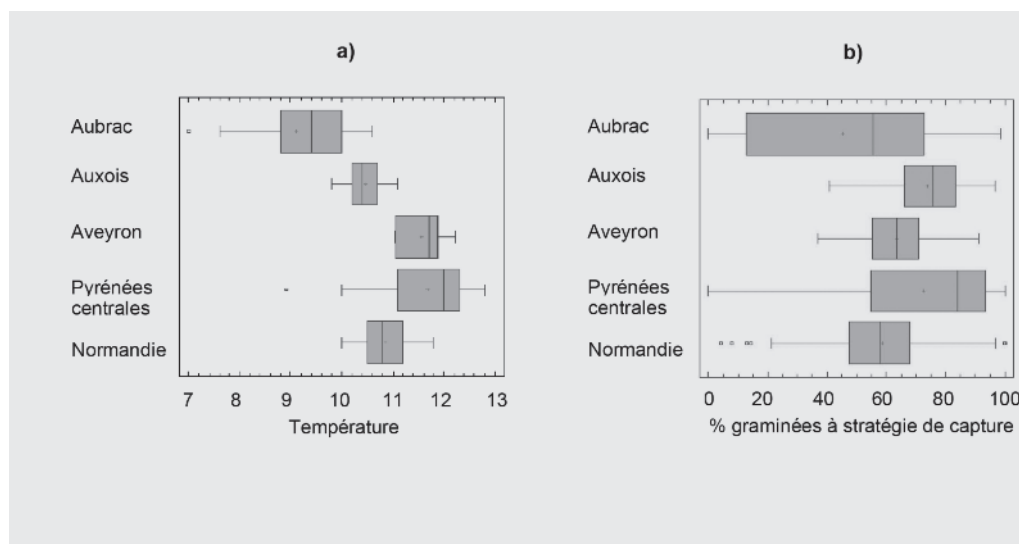 a)
Aubrac
Auxois
Aveyron
Pyrénées
centrales
Normandie
7 8 9 10 11 12 13
Température
b)
Aubrac
Auxois
Aveyron
Pyrénées
centrales
Normandie
0 20 40 60 80 100
% graminées à stratégie de capture